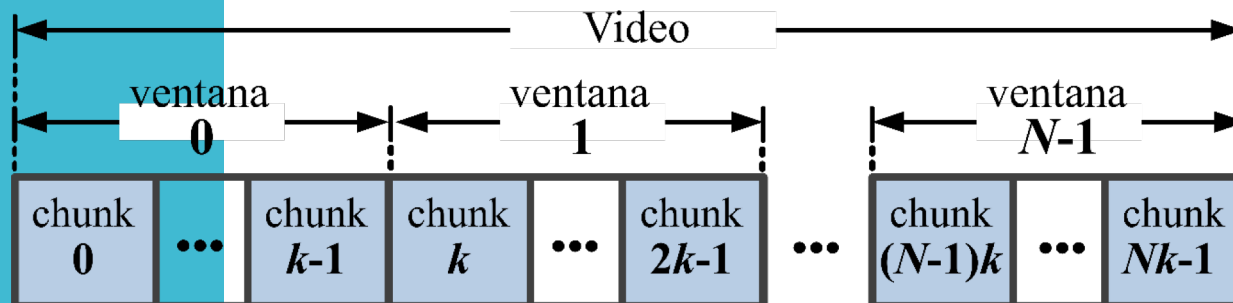 Video
ventana
0
ventana
1
ventana
N-1
chunk
0
•••
chunk
k-1
chunk
k
•••
chunk
2k-1
•••
chunk
(N-1)k
•••
chunk
Nk-1